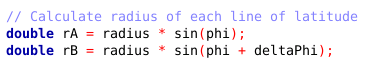 // Calculate radius of each line of latitude
double rA = radius * sin(phi);
double rB = radius * sin(phi + deltaPhi);